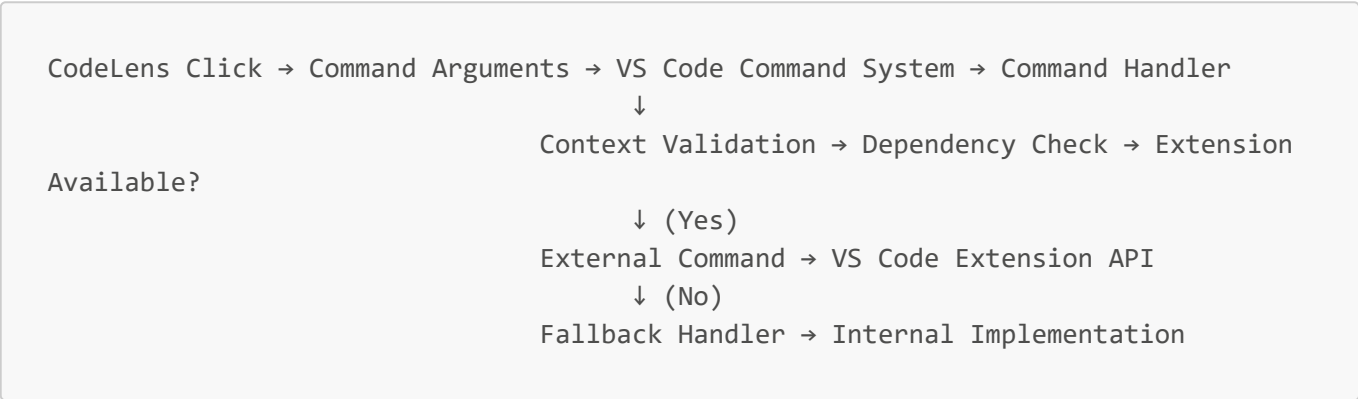 CodeLens Click → Command Arguments → VS Code Command System → Command Handler
↓
Context Validation → Dependency Check → Extension
Available?
↓ (Yes)
External Command → VS Code Extension API
↓ (No)
Fallback Handler → Internal Implementation